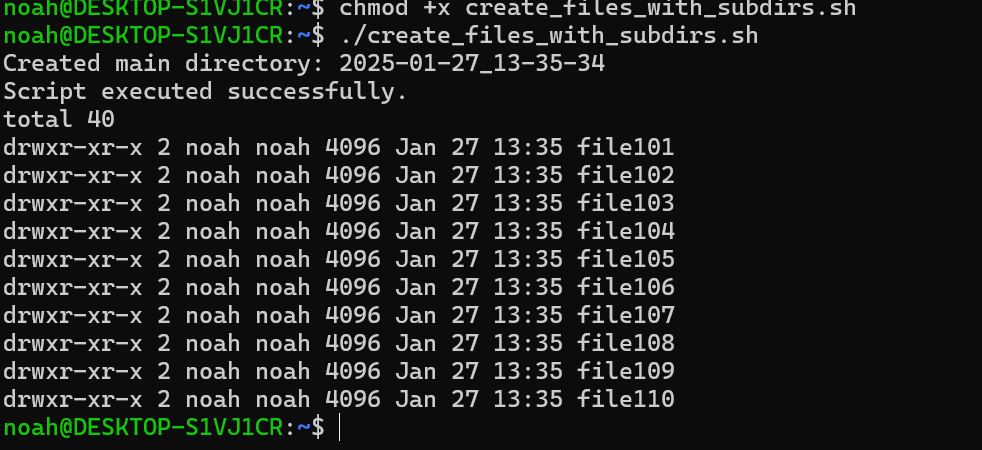 noah@DESKTOP-S1VJ1CR:~$ chmod +x create_files_with_subdirs.sh
noah@DESKTOP-S1VJ1CR:~$ ./create_files_with_subdirs.sh
Created main directory: 2025-01-27_13-35-34
Script executed successfully.
total 40
drwxr-xr-x 2 noah noah 4096 Jan 27 13:35 file101
drwxr-xr-x 2 noah noah 4096 Jan 27 13:35 file102
drwxr-xr-x 2 noah noah 4096 Jan 27 13:35 file103
drwxr-xr-x 2 noah noah 4096 Jan 27 13:35 file104
drwxr-xr-x 2 noah noah 4096 Jan 27 13:35 file105
drwxr-xr-x 2 noah noah 4096 Jan 27 13:35 file106
drwxr-xr-x 2 noah noah 4096 Jan 27 13:35 file107
drwxr-xr-x 2 noah noah 4096 Jan 27 13:35 file108
drwxr-xr-x 2 noah noah 4096 Jan 27 13:35 file109
drwxr-xr-x 2 noah noah 4096 Jan 27 13:35 file110
noah@DESKTOP-S1VJ1CR:~$